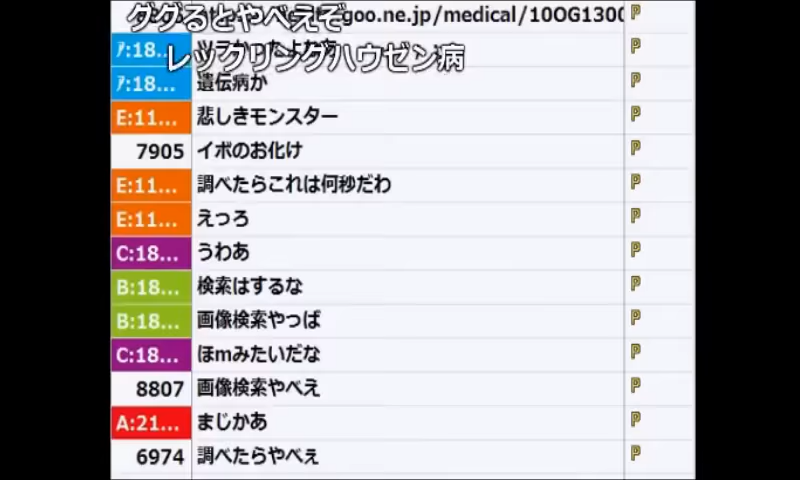 ググるとやべえぞ
goo.ne.jp/medical/10OG1300
ｱ:18...
レックリングハウゼン病
ｱ:18... 遺伝病か
E:11... 悲しきモンスター
7905 イボのお化け
E:11... 調べたらこれは何秒だわ
E:11... えっろ
C:18... うわあ
B:18... 検索はするな
B:18... 画像検索やっば
C:18... ほmみたいだな
8807 画像検索やべえ
A:21... まじかあ
6974 調べたらやべぇ